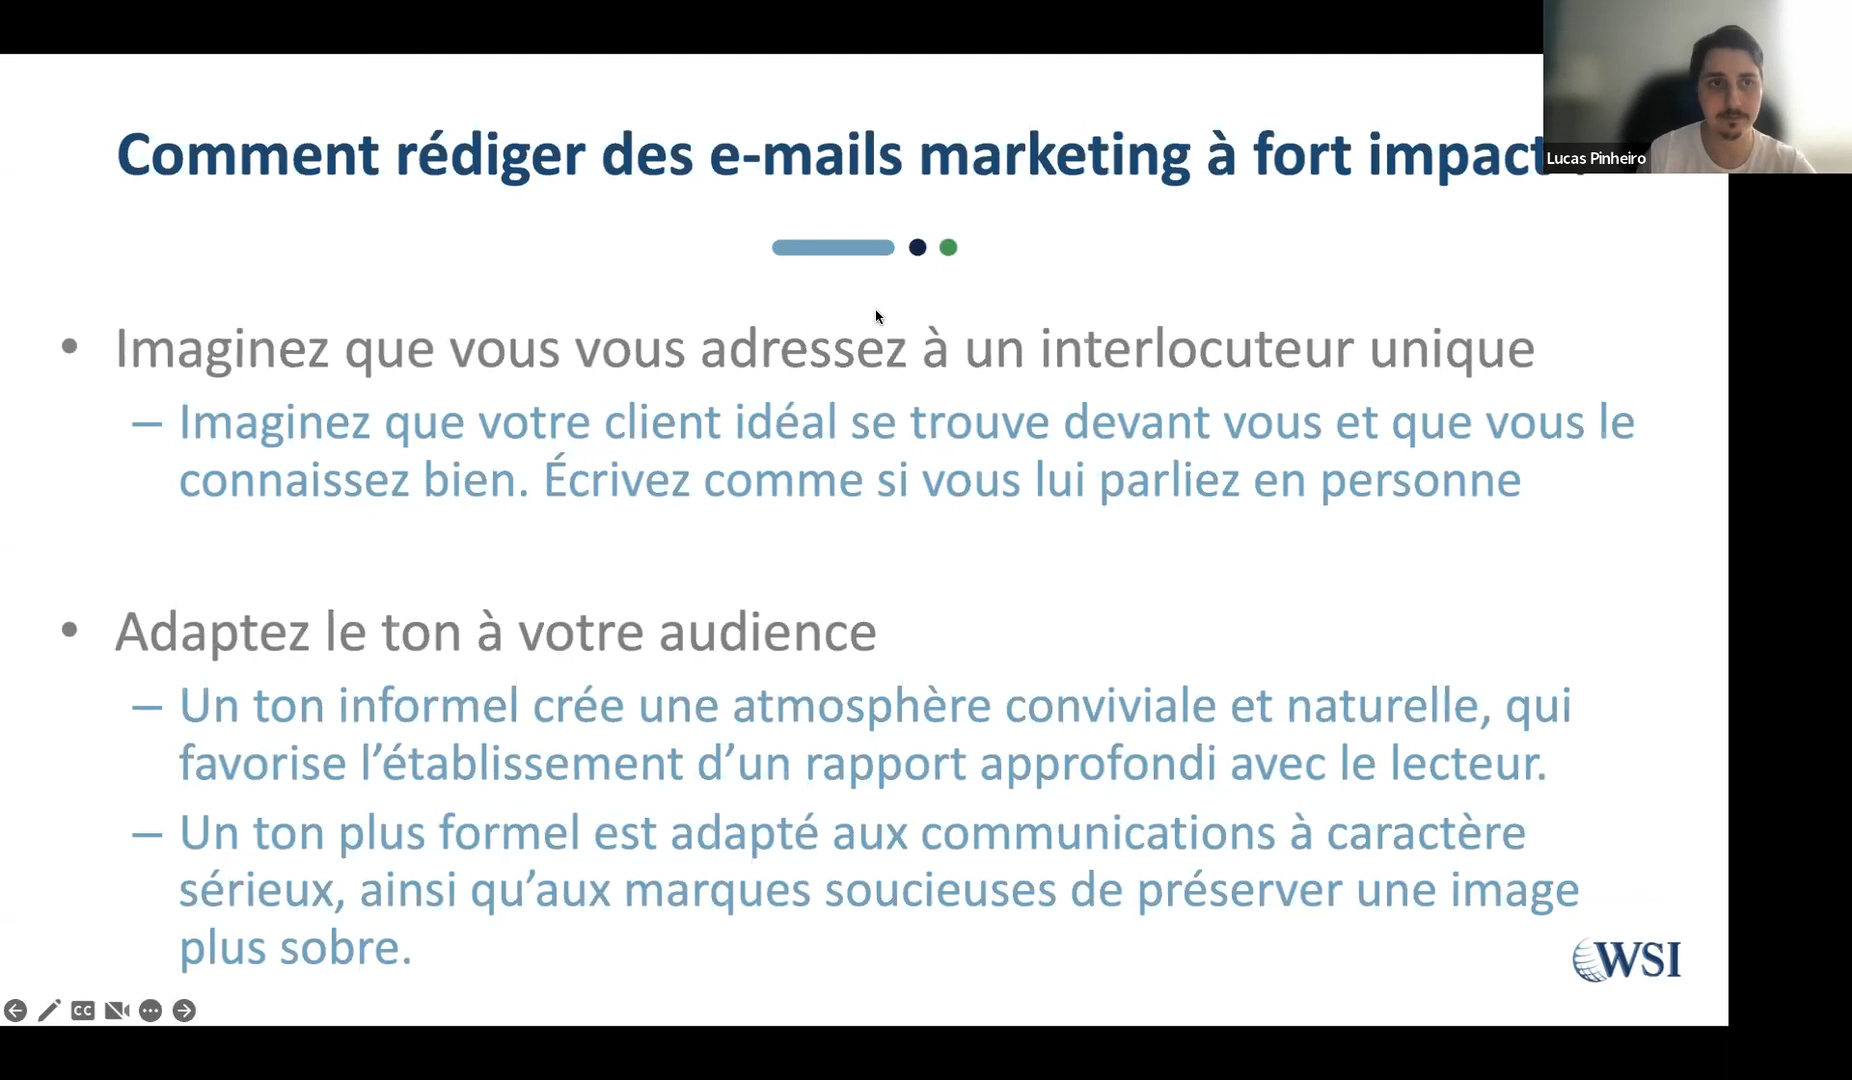 Comment rédiger des e-mails marketing à fort impact
Lucas Pinheiro
• Imaginez que vous vous adressez à un interlocuteur unique
– Imaginez que votre client idéal se trouve devant vous et que vous le
connaissez bien. Écrivez comme si vous lui parliez en personne
• Adaptez le ton à votre audience
– Un ton informel crée une atmosphère conviviale et naturelle, qui
favorise l’établissement d’un rapport approfondi avec le lecteur.
– Un ton plus formel est adapté aux communications à caractère
sérieux, ainsi qu’aux marques soucieuses de préserver une image
plus sobre.
WSI
CC